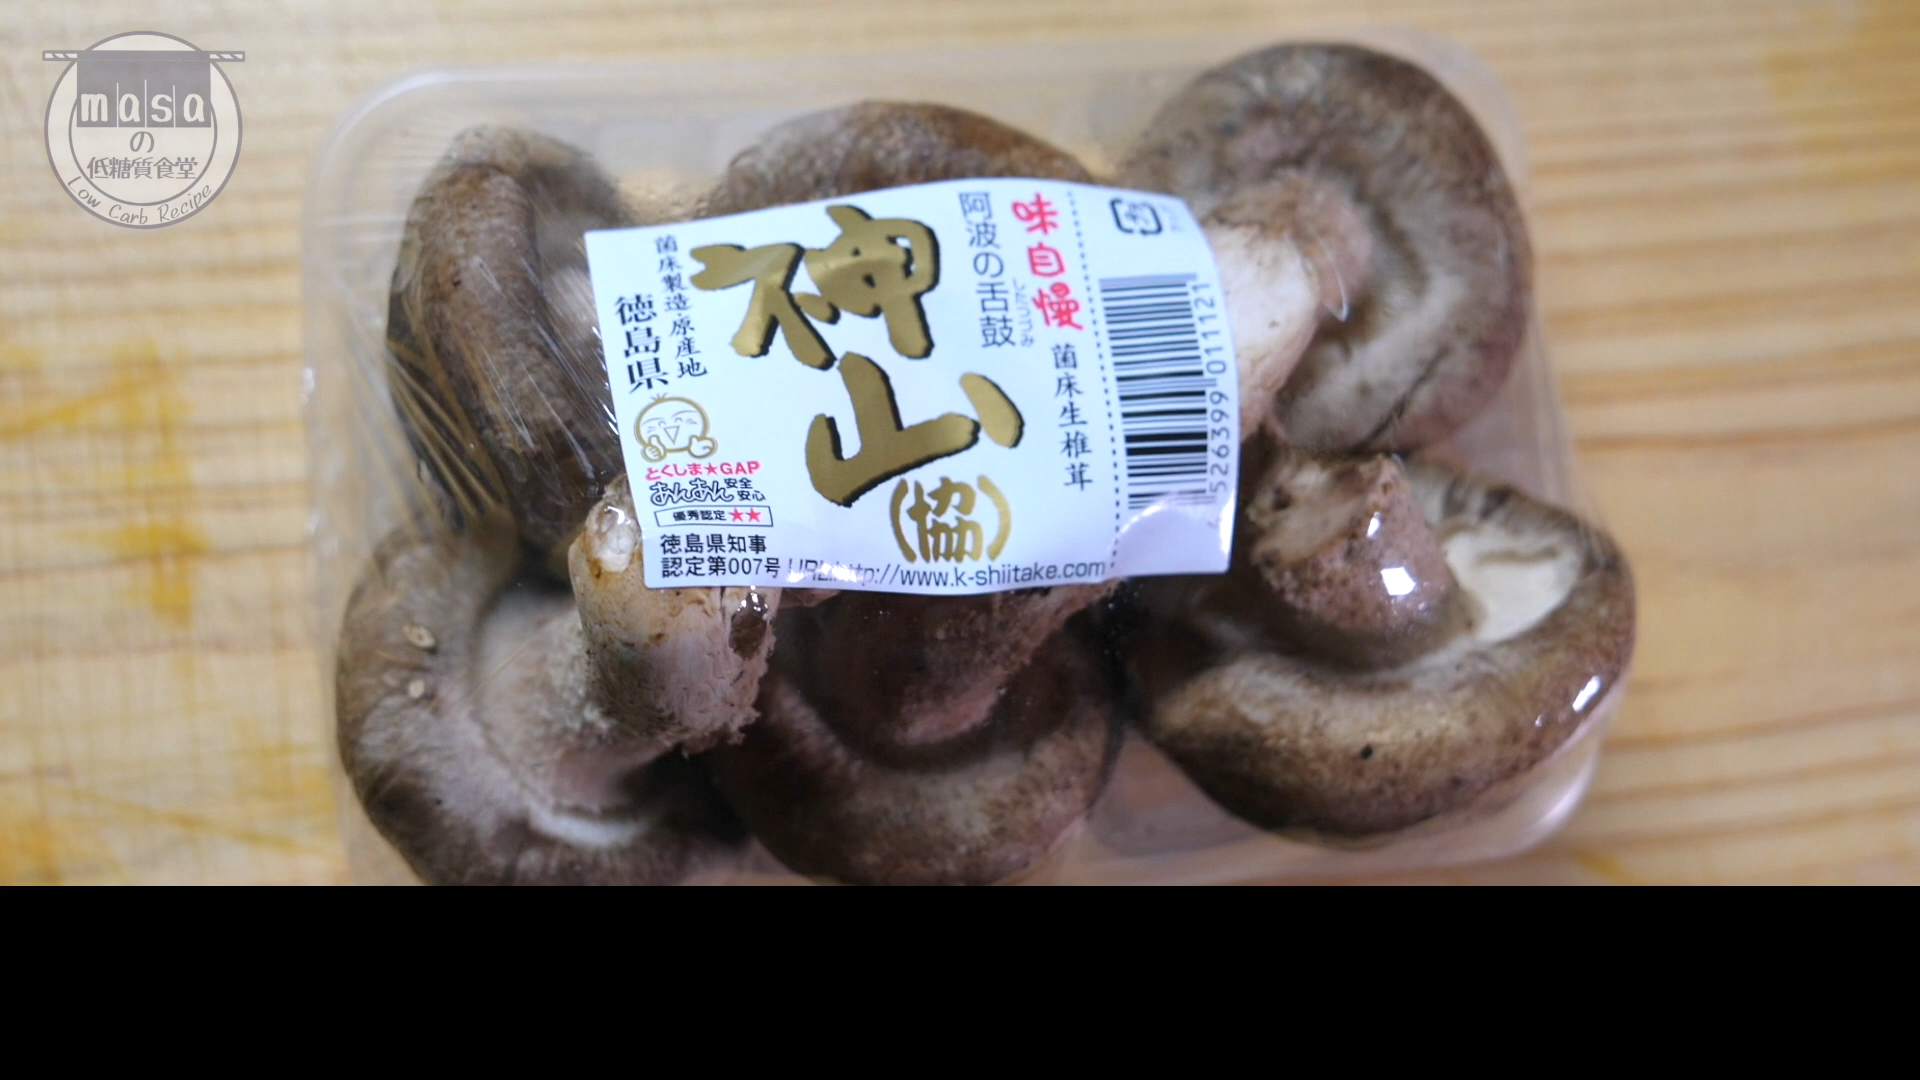 masa
の
低糖質食堂
Low Carb Recipe
味自慢
菌床生椎茸
阿波の舌鼓
したつづみ
神山
(協)
菌床製造・原産地
徳島県
とくしま★GAP
あんあん
安全
安心
優秀認定★★
徳島県知事
認定第007号
http://www.k-shiitake.com
526399 011121